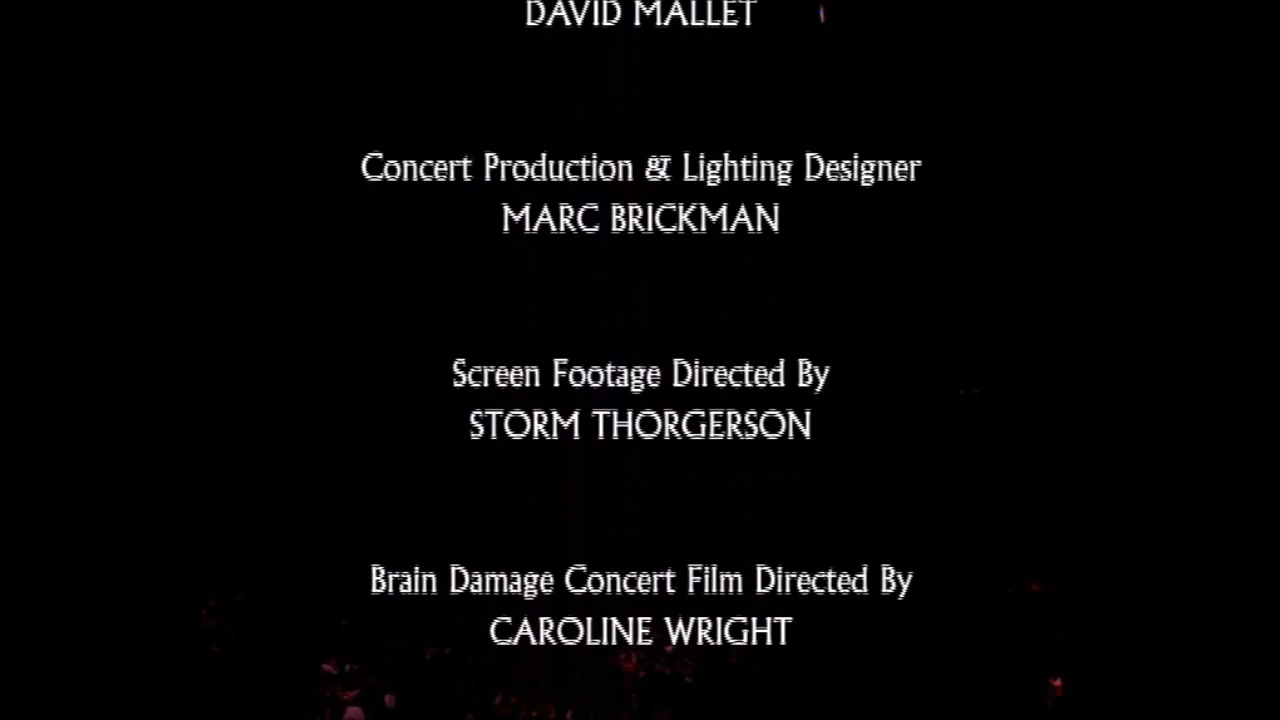 DAVID MALLET
Concert Production & Lighting Designer
MARC BRICKMAN
Screen Footage Directed By
STORM THORGERSON
Brain Damage Concert Film Directed By
CAROLINE WRIGHT